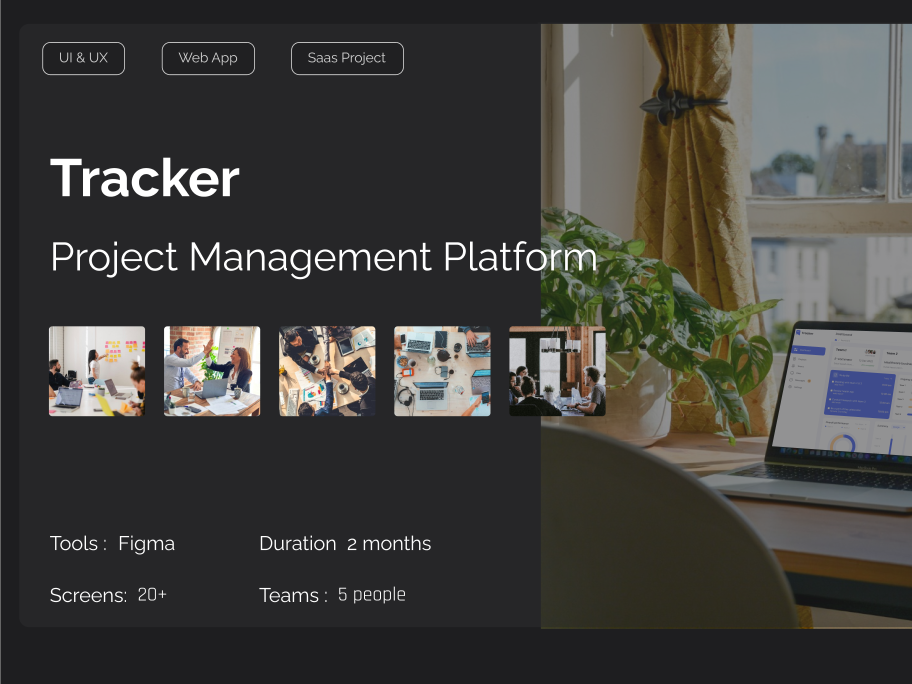 UI & UX
Web App
Saas Project
Tracker
Project Management Platform
Tools : Figma
Duration 2 months
Screens: 20+
Teams : 5 people